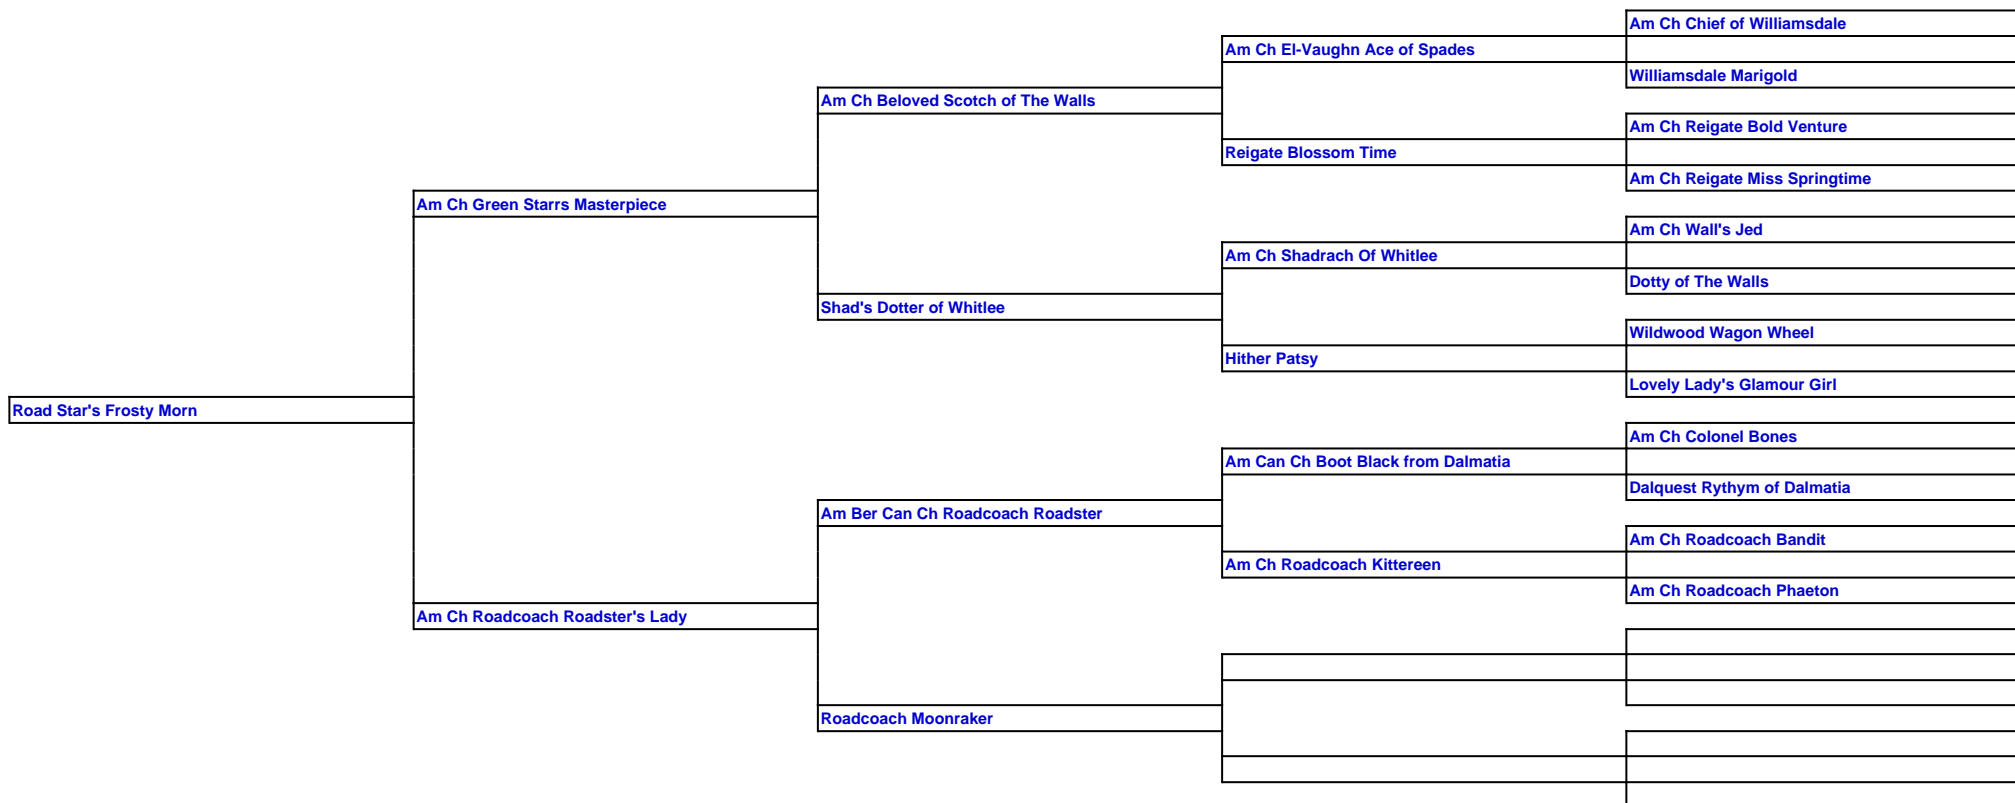 Am Ch Chief of Williamsdale
Am Ch El-Vaughn Ace of Spades
Williamsdale Marigold
Am Ch Beloved Scotch of The Walls
Am Ch Reigate Bold Venture
Reigate Blossom Time
Am Ch Reigate Miss Springtime
Am Ch Green Starrs Masterpiece
Am Ch Wall's Jed
Am Ch Shadrach Of Whitlee
Dotty of The Walls
Shad's Dotter of Whitlee
Wildwood Wagon Wheel
Hither Patsy
Lovely Lady's Glamour Girl
Road Star's Frosty Morn
Am Ch Colonel Bones
Am Can Ch Boot Black from Dalmatia
Dalquest Rythym of Dalmatia
Am Ber Can Ch Roadcoach Roadster
Am Ch Roadcoach Bandit
Am Ch Roadcoach Kittereen
Am Ch Roadcoach Phaeton
Am Ch Roadcoach Roadster's Lady
Roadcoach Moonraker